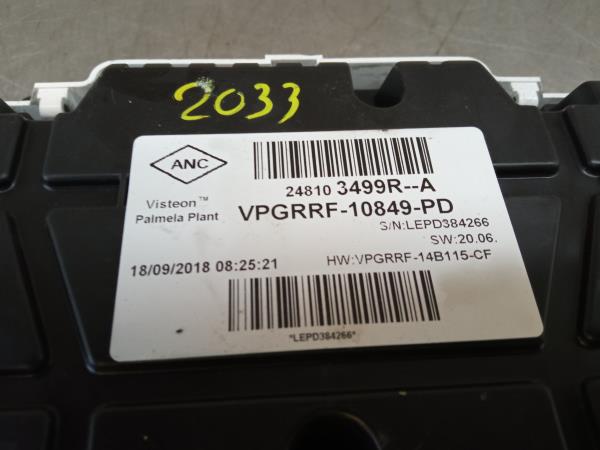 2033
ANC
Visteon™
Palmela Plant
24810 3499R--A
VPGRRF-10849-PD
S/N:LEPD384266
SW:20.06.
18/09/2018 08:25:21
HW:VPGRRF-14B115-CF
*LEPD384266*